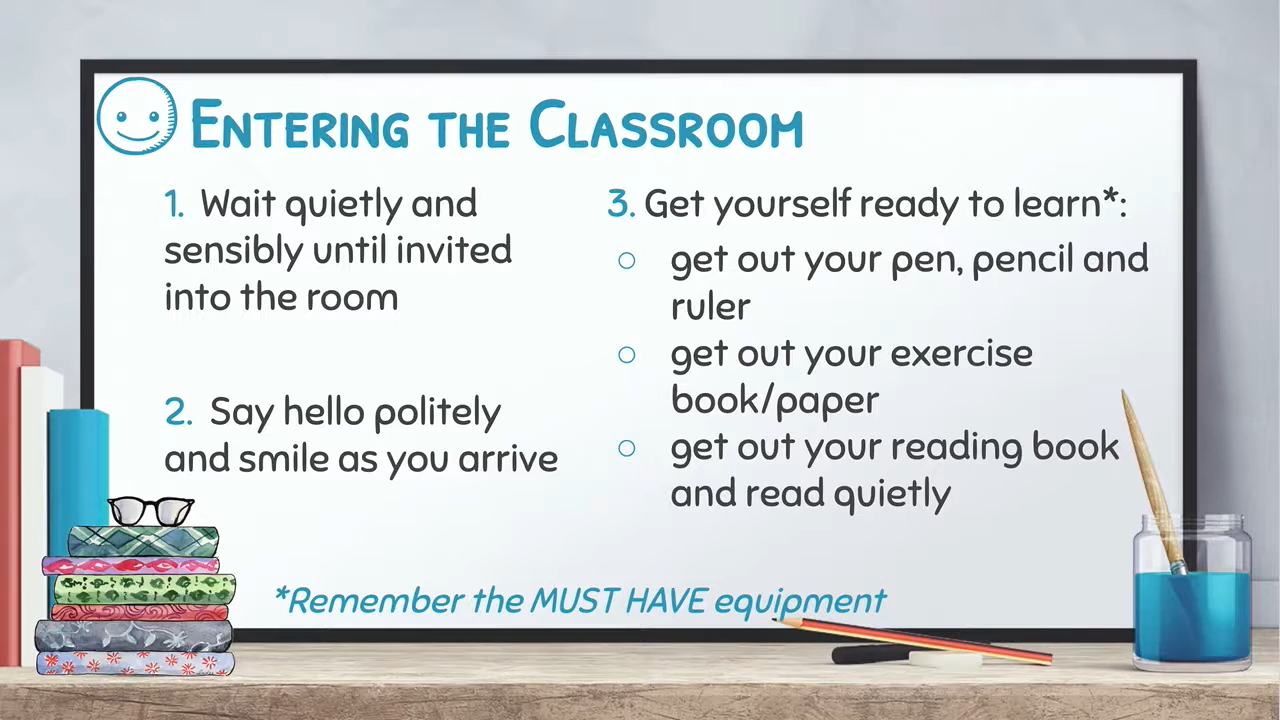 Entering the Classroom
1. Wait quietly and
sensibly until invited
into the room
2. Say hello politely
and smile as you arrive
3. Get yourself ready to learn*:
○ get out your pen, pencil and
ruler
○ get out your exercise
book/paper
○ get out your reading book
and read quietly
*Remember the MUST HAVE equipment